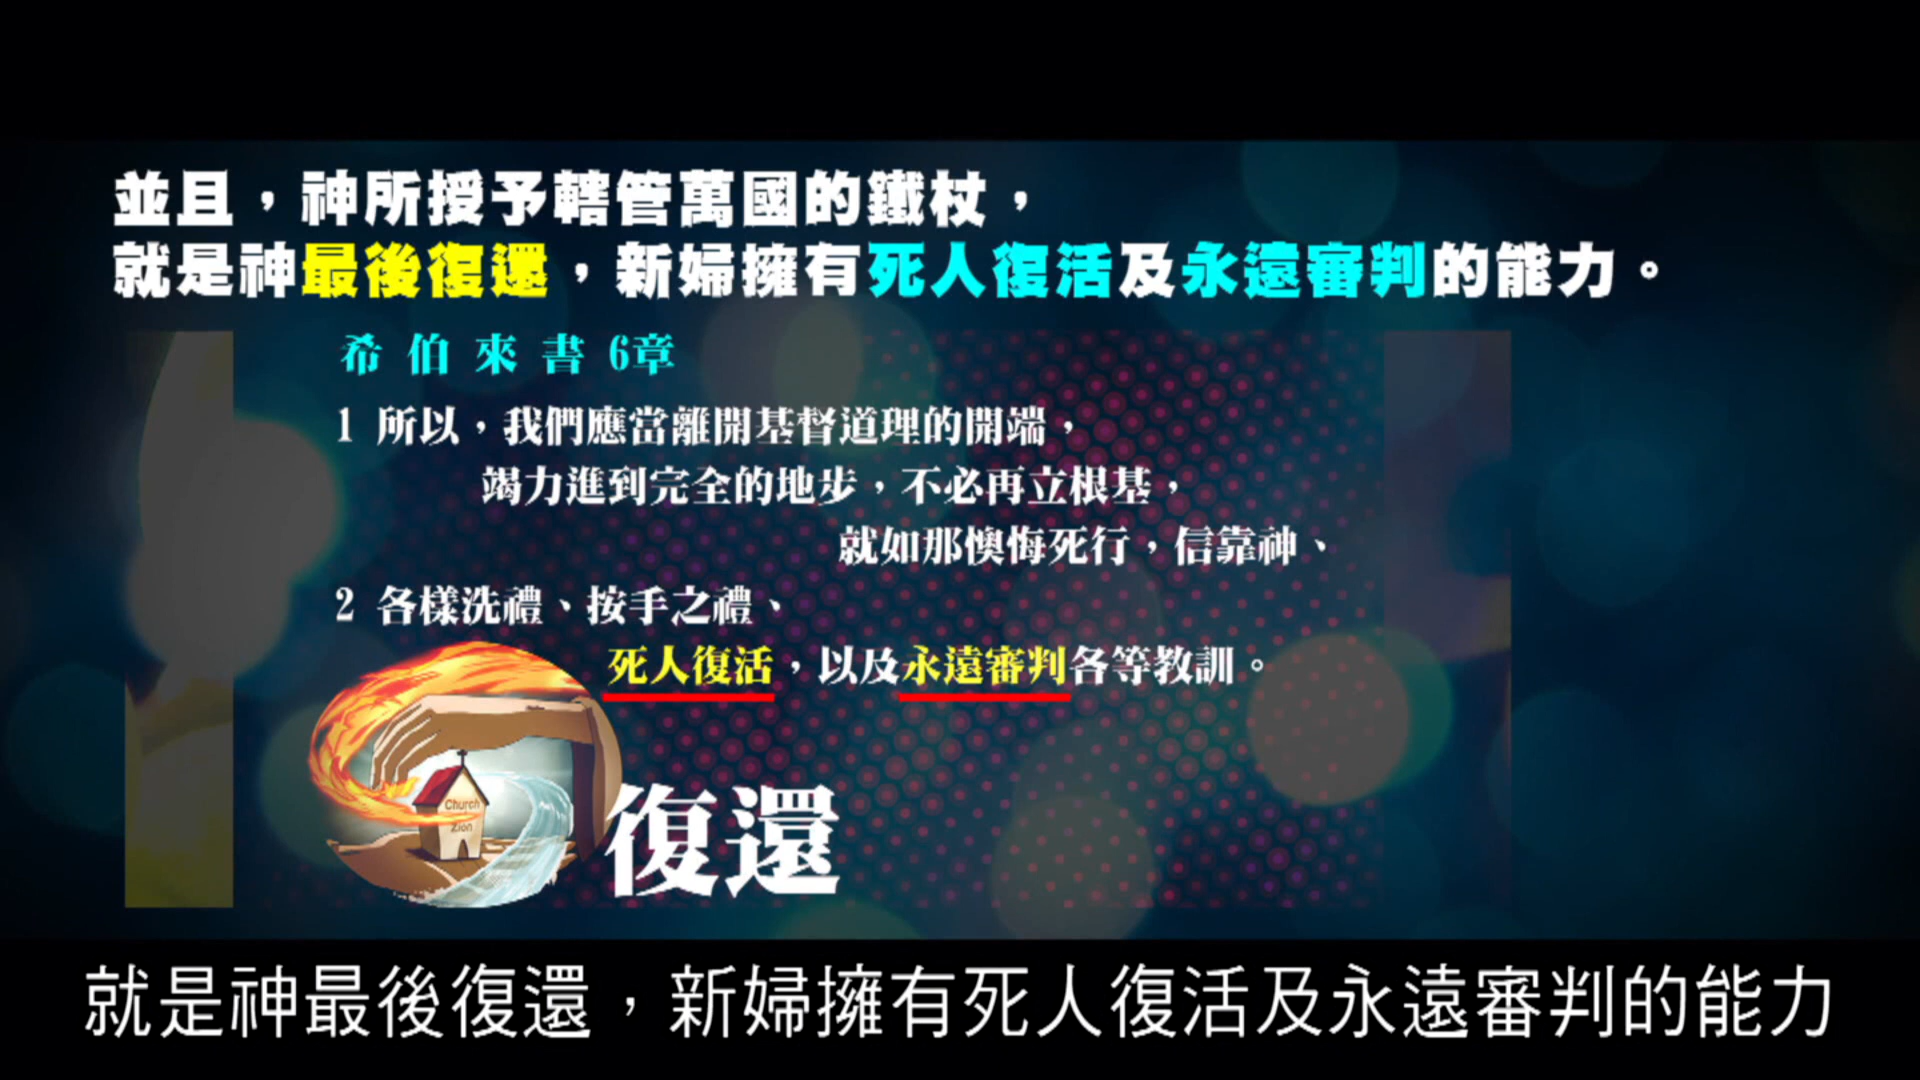 並且，神所授予轄管萬國的鐵杖，
就是神最後復還，新婦擁有死人復活及永遠審判的能力。
希伯來書 6章
1 所以，我們應當離開基督道理的開端，
竭力進到完全的地步，不必再立根基，
就如那懊悔死行，信靠神、
2 各樣洗禮、按手之禮、
死人復活，以及永遠審判各等教訓。
Church
Zion
復還
就是神最後復還，新婦擁有死人復活及永遠審判的能力